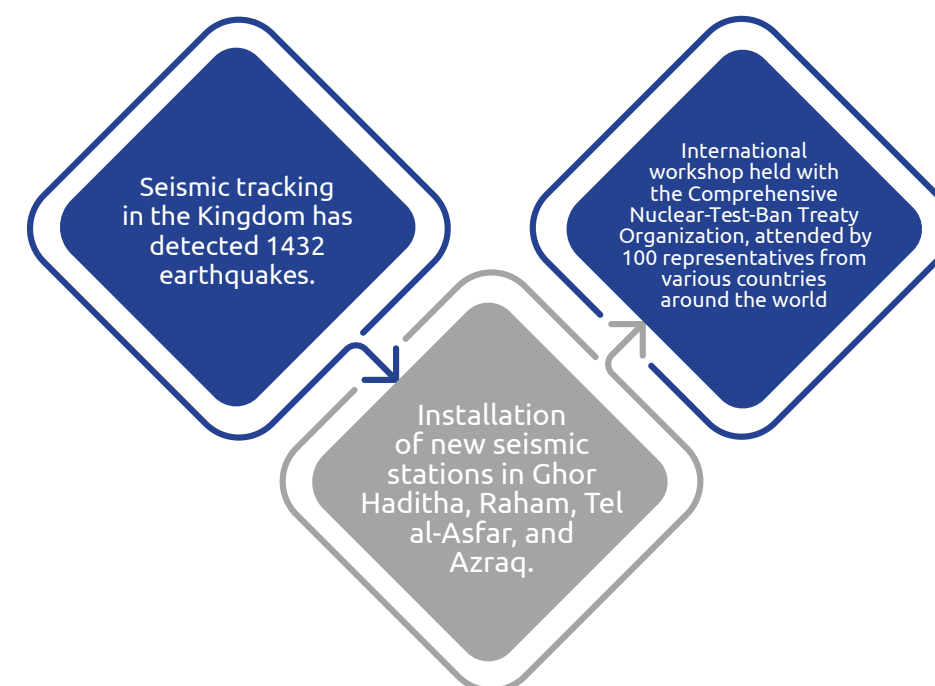 Seismic tracking
in the Kingdom has
detected 1432
earthquakes.
Installation
of new seismic
stations in Ghor
Haditha, Raham, Tel
al-Asfar, and
Azraq.
International
workshop held with
the Comprehensive
Nuclear-Test-Ban Treaty
Organization, attended by
100 representatives from
various countries
around the world